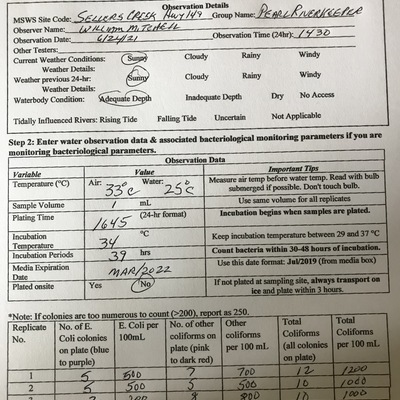 Observation Details
MSWS Site Code: SELLERS CREEK HWY 149 Group Name: PEARL RIVERKEEPER
Observer Name: WILLIAM MITCHELL
Observation Date: 6/24/21 Observation Time (24hr): 1430
Other Testers:
Current Weather Conditions: Sunny Cloudy Rainy Windy
Weather Details:
Weather previous 24-hr: Sunny Cloudy Rainy Windy
Weather Details:
Waterbody Condition: Adequate Depth Inadequate Depth Dry No Access
Tidally Influenced Rivers: Rising Tide Falling Tide Uncertain Not Applicable
Step 2: Enter water observation data & associated bacteriological monitoring parameters if you are
monitoring bacteriological parameters.
Observation Data
Variable Value Important Tips
Temperature (°C) Air: 33° Water: 25°c Measure air temp before water temp. Read with bulb
submerged if possible. Don't touch bulb.
Sample Volume 1 mL Use same volume for all replicates
Plating Time 1645 (24-hr format) Incubation begins when samples are plated.
Incubation
Temperature 34 °C Keep incubation temperature between 29 and 37 °C
Incubation Periods 39 hrs Count bacteria within 30-48 hours of incubation.
Media Expiration
Date MAR/2022 Use this date format: Jul/2019 (from media box)
Plated onsite Yes No If not plated at sampling site, always transport on
ice and plate within 3 hours.
*Note: If colonies are too numerous to count (>200), report as 250.
Replicate
No. No. of E.
Coli colonies
on plate (blue
to purple) E. Coli per
100mL No. of other
coliforms on
plate (pink
to dark red) Other
coliforms
per 100 mL Total
Coliforms
(all colonies
on plate) Total
Coliforms
per 100 mL
1 5 500 7 700 12 1200
2 5 500 5 500 10 1000
8 800 10 1000